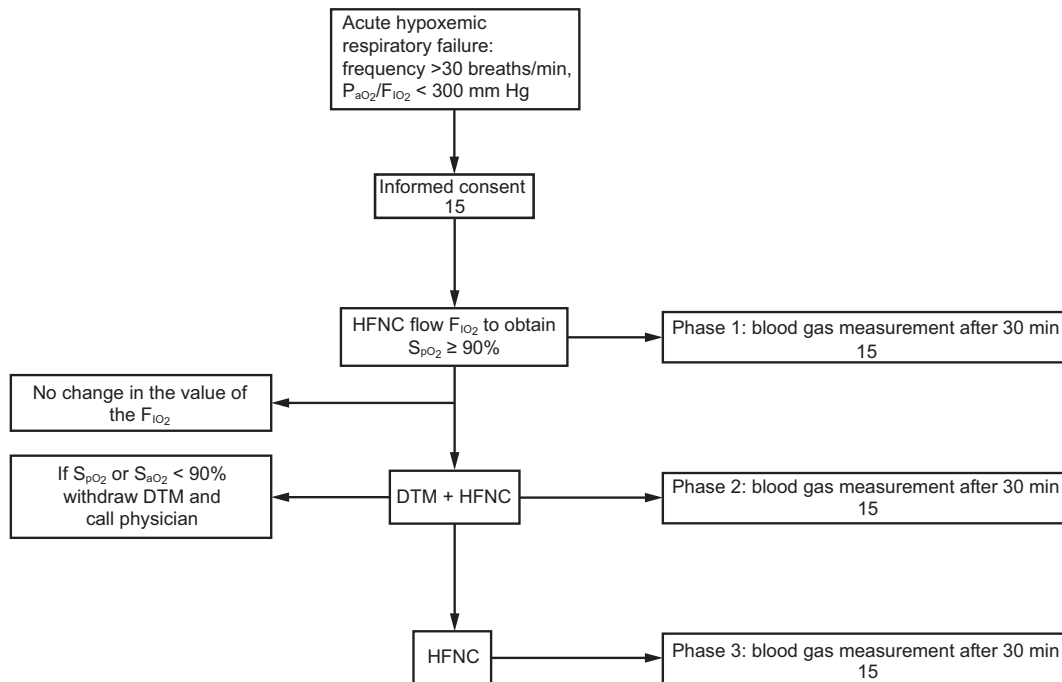 Acute hypoxemic
respiratory failure:
frequency >30 breaths/min,
PaO2/FIO2 < 300 mm Hg
Informed consent
15
HFNC flow FIO2 to obtain
SpO2 ≥ 90%
Phase 1: blood gas measurement after 30 min
15
No change in the value of
the FIO2
If SpO2 or SaO2 < 90%
withdraw DTM and
call physician
DTM + HFNC
Phase 2: blood gas measurement after 30 min
15
HFNC
Phase 3: blood gas measurement after 30 min
15